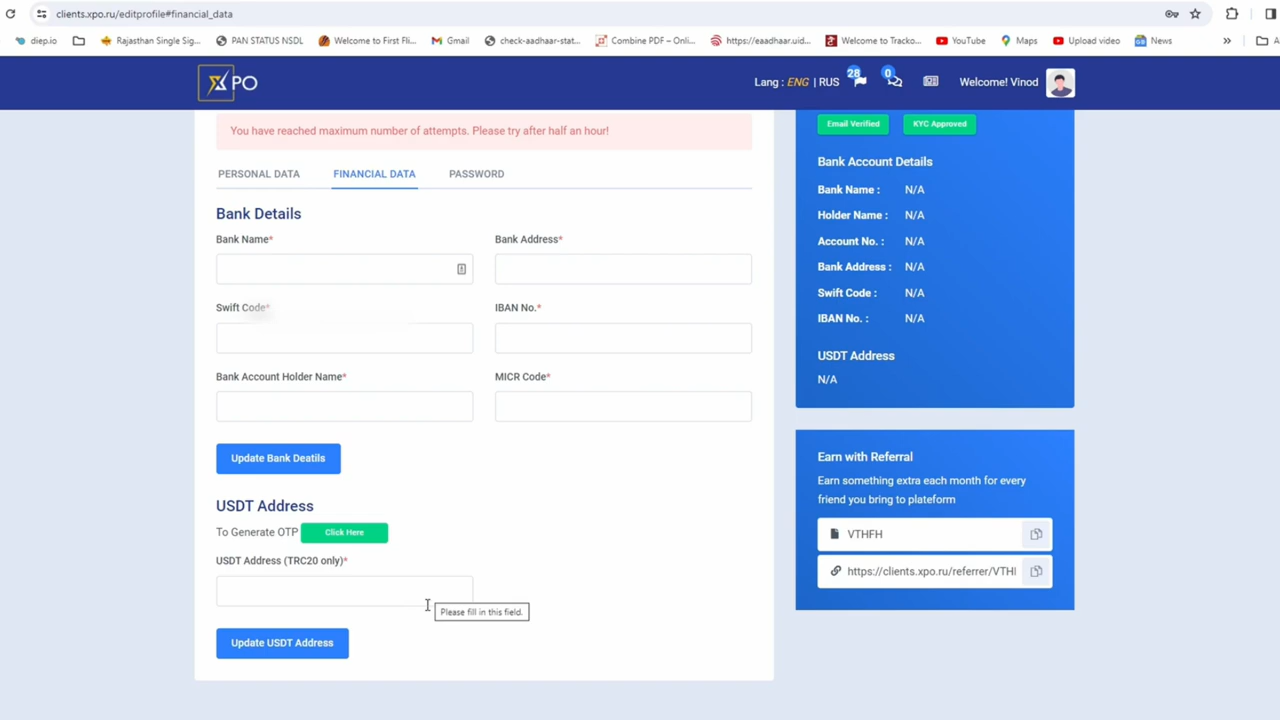 clients.xpo.ru/editprofile#financial_data
diep.io
Rajasthan Single Sig...
PAN STATUS NSDL
Welcome to First Fli...
Gmail
check-aadhaar-stat...
Combine PDF – Onli...
https://eaadhaar.uid...
Welcome to Tracko...
YouTube
Maps
Upload video
News
»
XPO
Lang : ENG | RUS
28
0
Welcome! Vinod
You have reached maximum number of attempts. Please try after half an hour!
PERSONAL DATA
FINANCIAL DATA
PASSWORD
Bank Details
Bank Name*
Bank Address*
Swift Code*
IBAN No.*
Bank Account Holder Name*
MICR Code*
Update Bank Deatils
USDT Address
To Generate OTP Click Here
USDT Address (TRC20 only)*
Please fill in this field.
Update USDT Address
Email Verified
KYC Approved
Bank Account Details
Bank Name : N/A
Holder Name : N/A
Account No. : N/A
Bank Address : N/A
Swift Code : N/A
IBAN No. : N/A
USDT Address
N/A
Earn with Referral
Earn something extra each month for every
friend you bring to plateform
VTHFH
https://clients.xpo.ru/referrer/VTHI